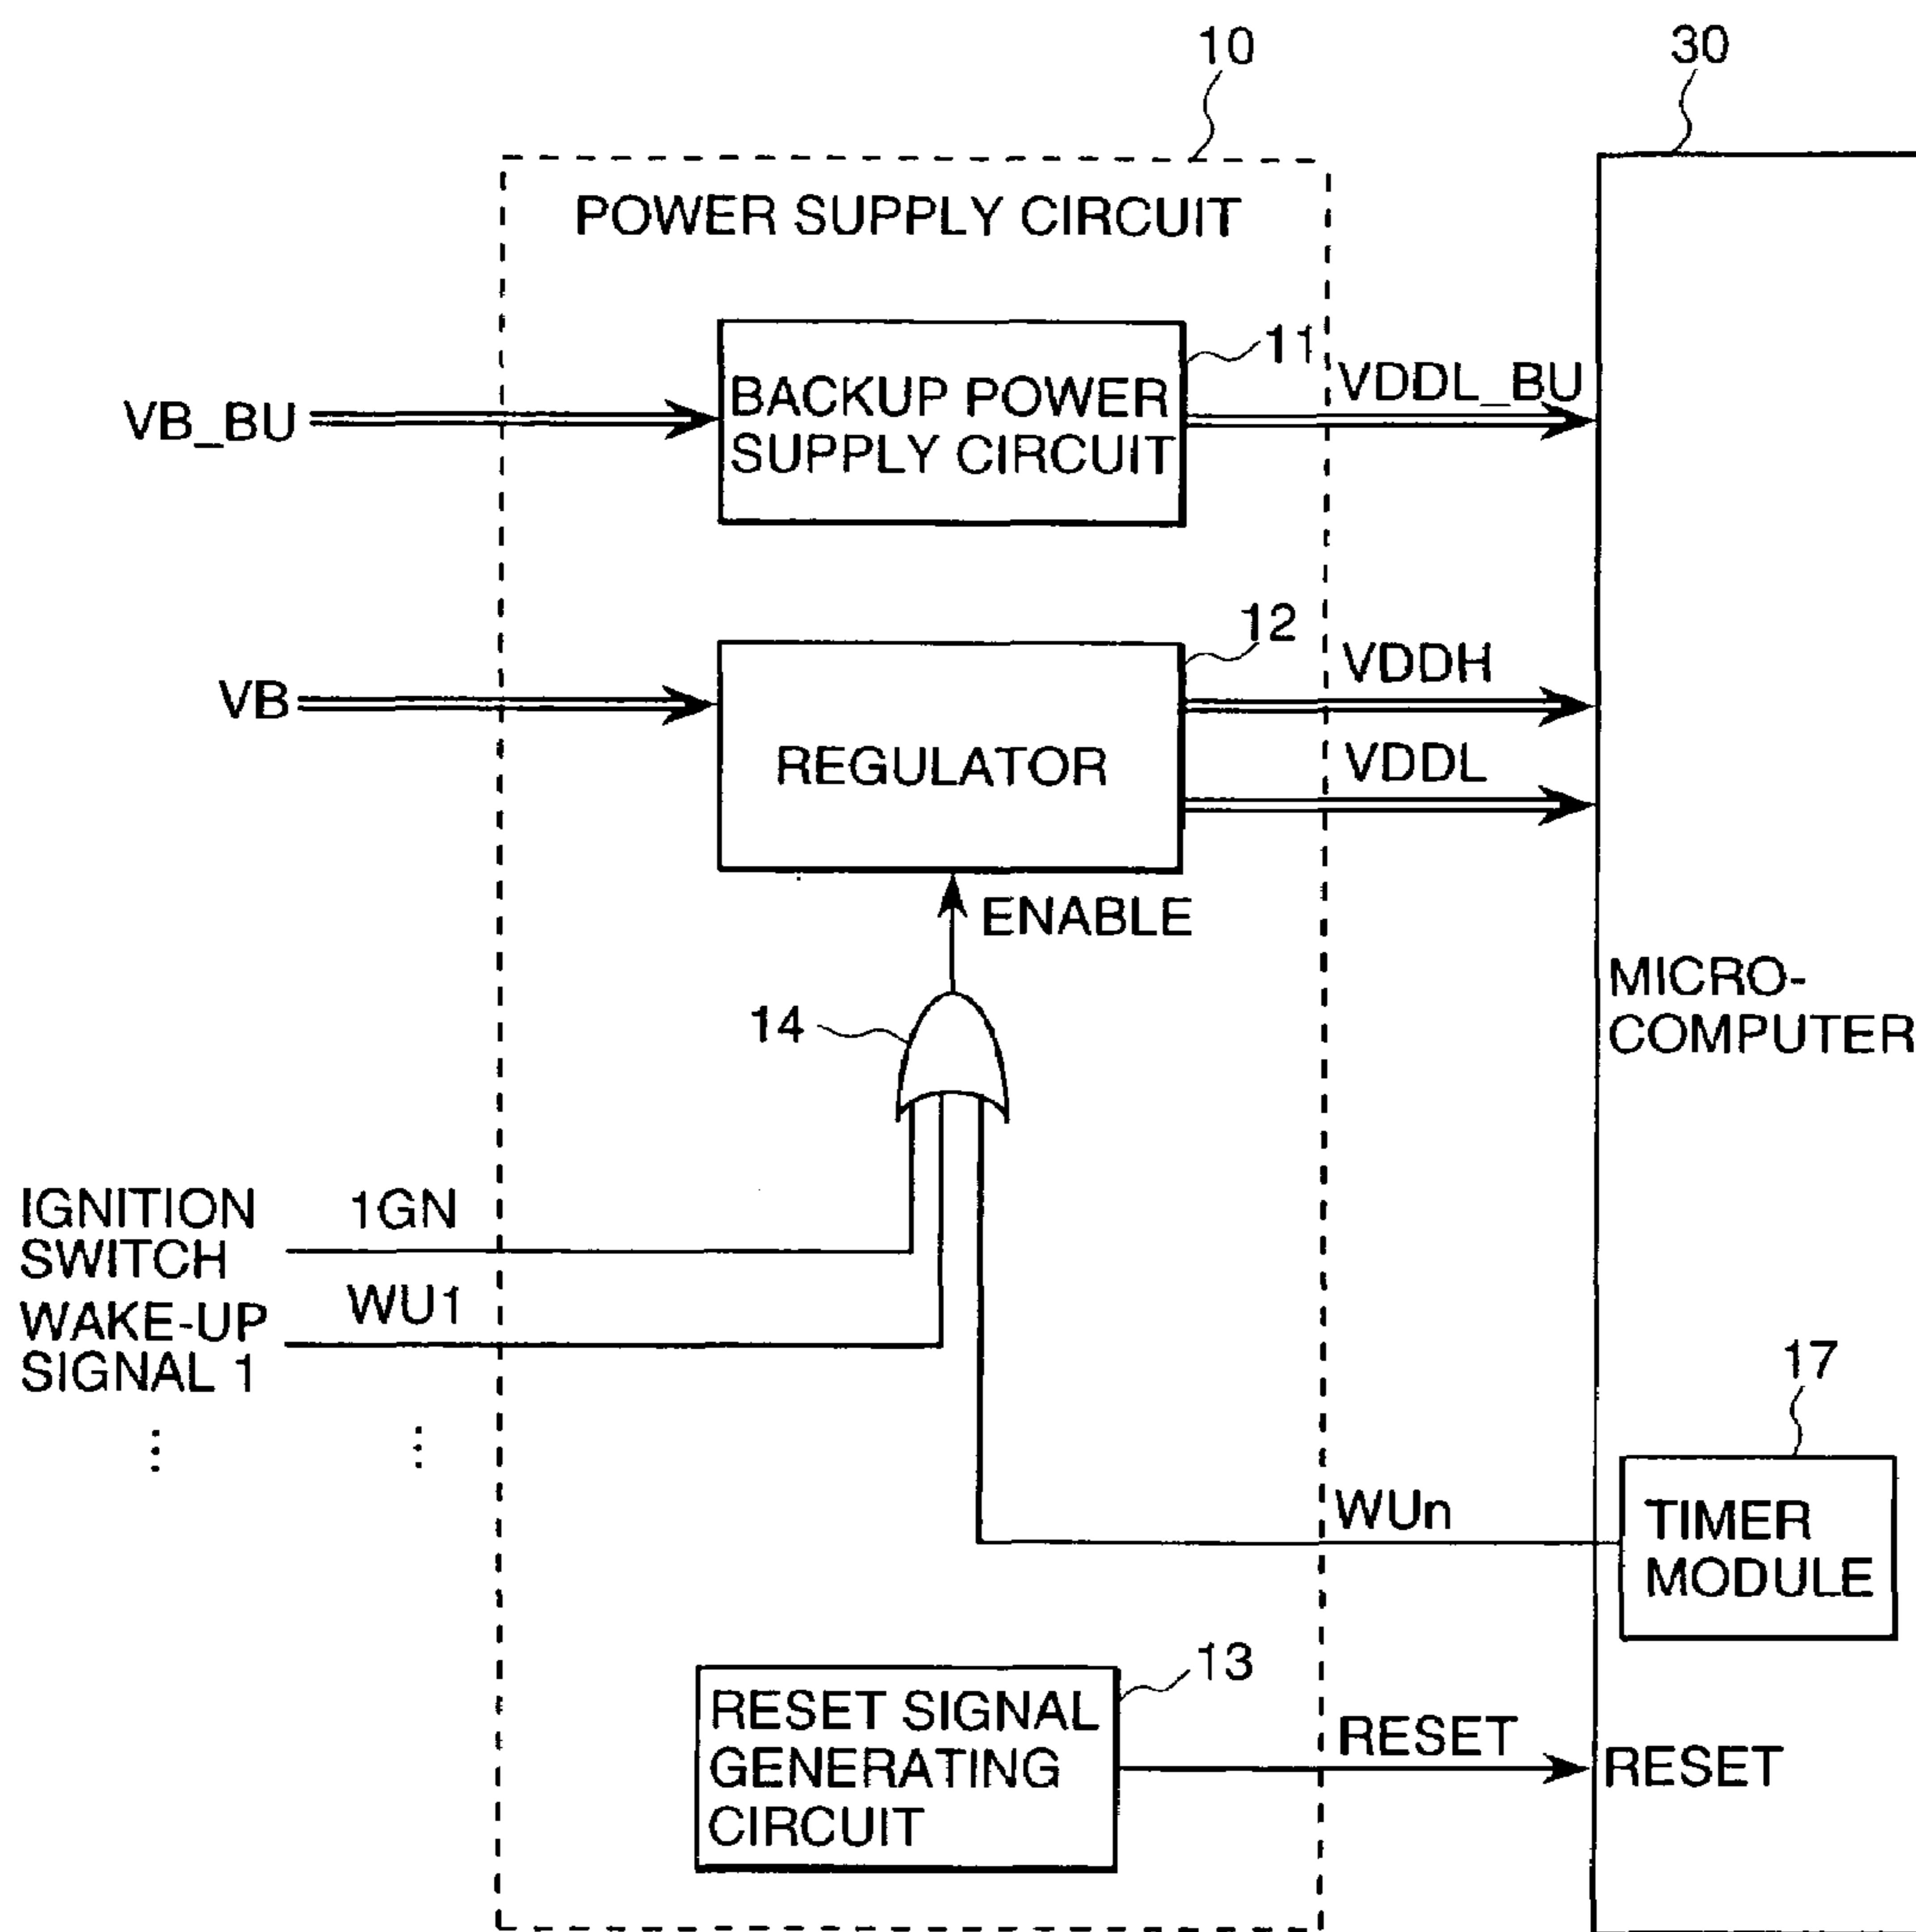 10
30
POWER SUPPLY CIRCUIT
11
VB_BU
BACKUP POWER
SUPPLY CIRCUIT
VDDL_BU
12
VB
REGULATOR
VDDH
VDDL
ENABLE
14
MICRO-
COMPUTER
IGNITION
SWITCH
1GN
WAKE-UP
SIGNAL 1
WU1
⋮
⋮
17
WUn
TIMER
MODULE
13
RESET SIGNAL
GENERATING
CIRCUIT
RESET
RESET